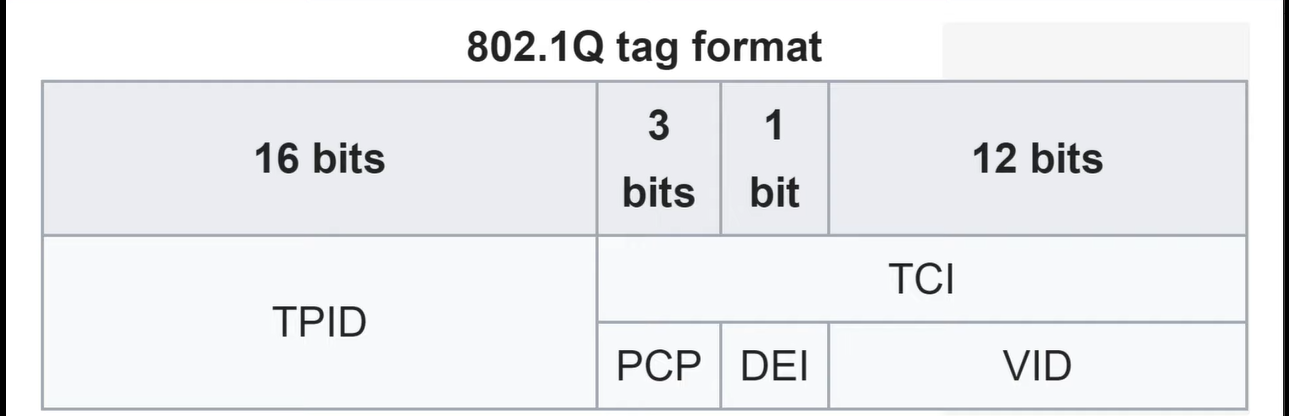 802.1Q tag format
16 bits
3
bits
1
bit
12 bits
TPID
TCI
PCP
DEI
VID